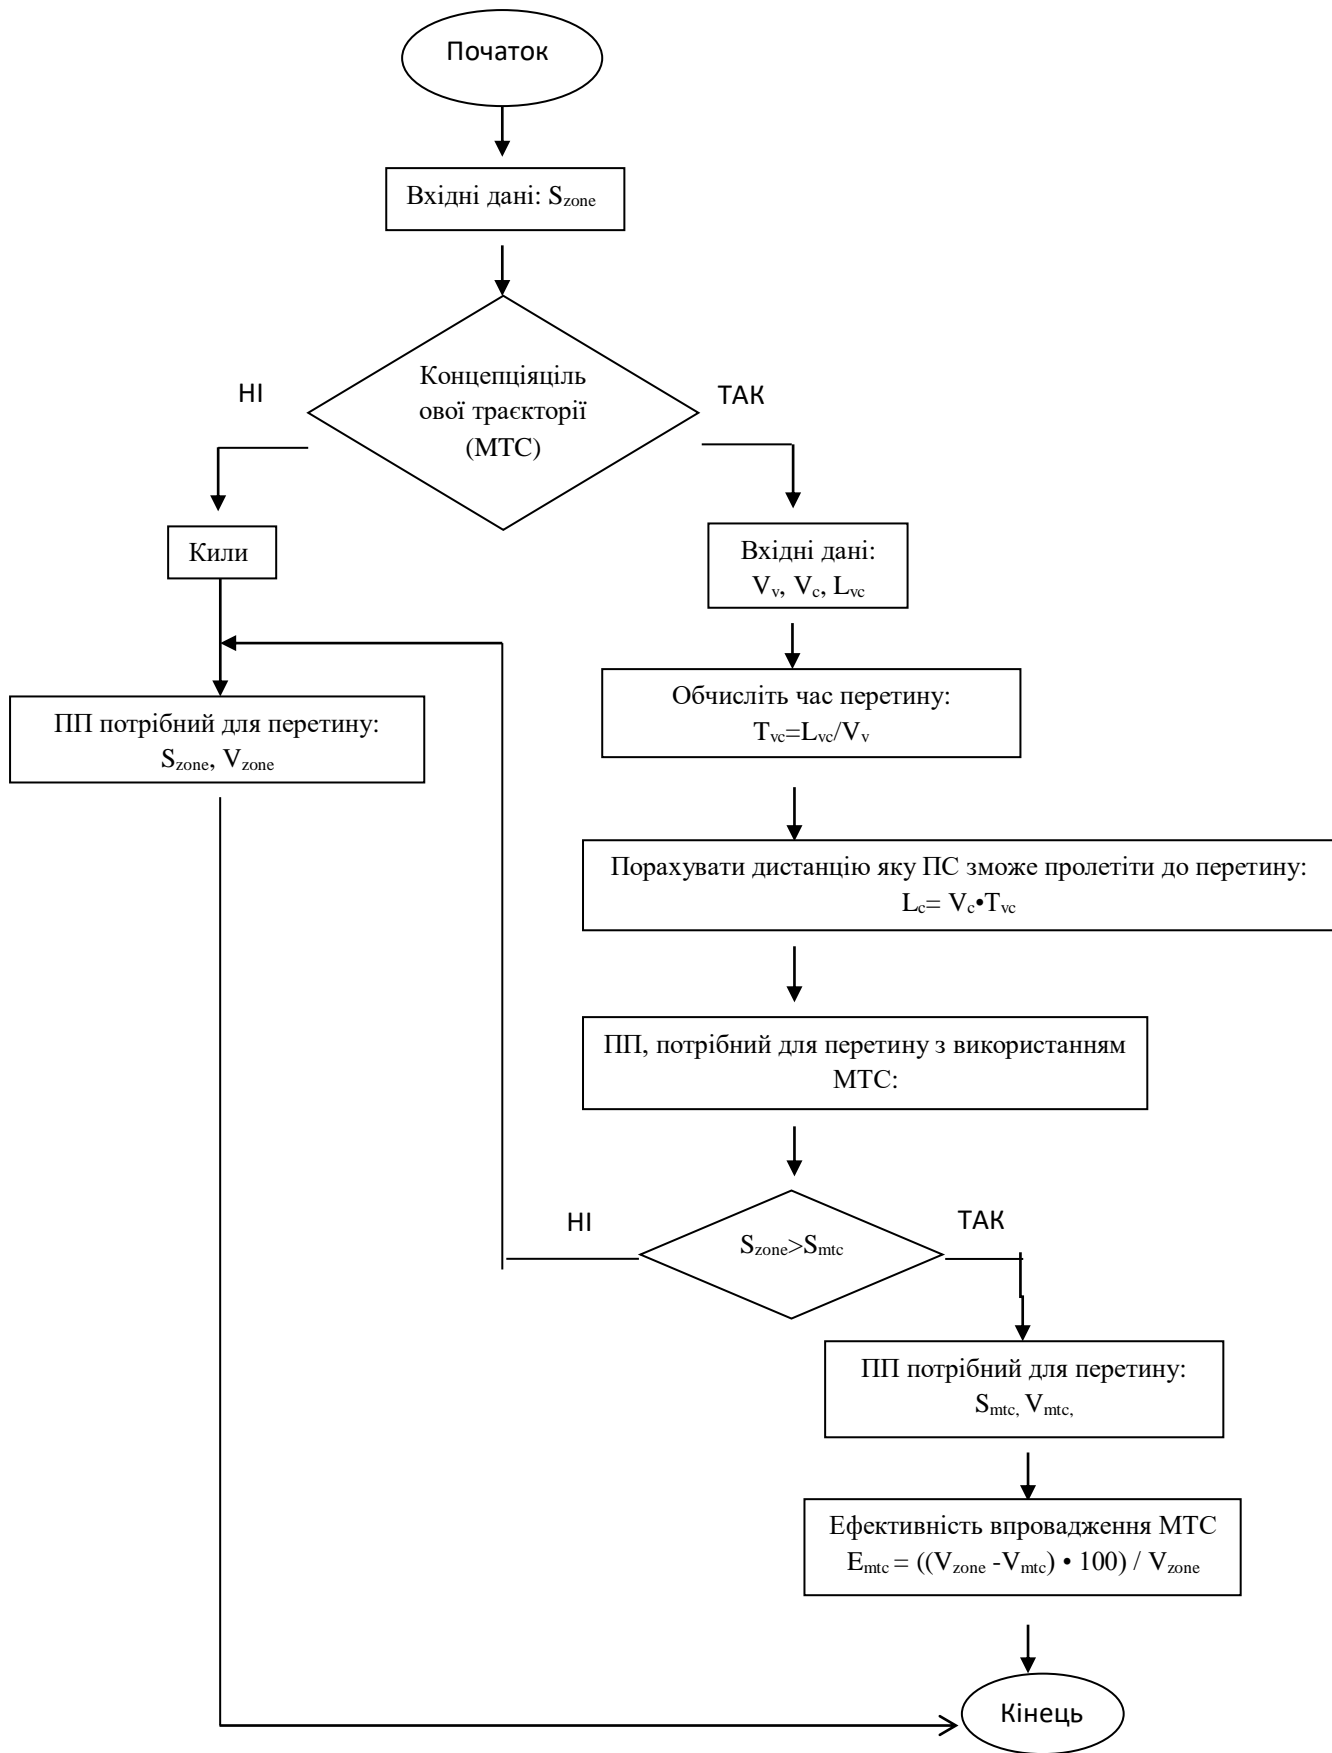 Початок
Вхідні дані: Szone
Концепціяціль
ової траєкторії
(МТС)
НІ
ТАК
Кили
Вхідні дані:
Vv, Vc, Lvc
ПП потрібний для перетину:
Szone, Vzone
Обчисліть час перетину:
Tvc=Lvc/Vv
Порахувати дистанцію яку ПС зможе пролетіти до перетину:
Lc= Vc•Tvc
ПП, потрібний для перетину з використанням
МТС:
НІ
ТАК
Szone>Smtc
ПП потрібний для перетину:
Smtc, Vmtc,
Ефективність впровадження МТС
Emtc = ((Vzone -Vmtc) • 100) / Vzone
Кінець